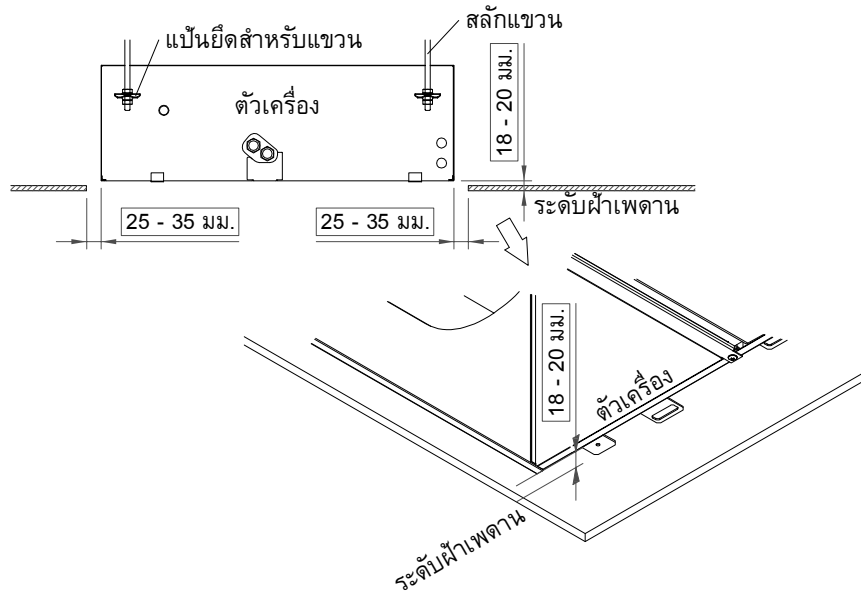 สลักแขวน
แป้นยึดสำหรับแขวน
ตัวเครื่อง
18 - 20 มม.
ระดับฝ้าเพดาน
25 - 35 มม.
25 - 35 มม.
18 - 20 มม.
ตัวเครื่อง
ระดับฝ้าเพดาน